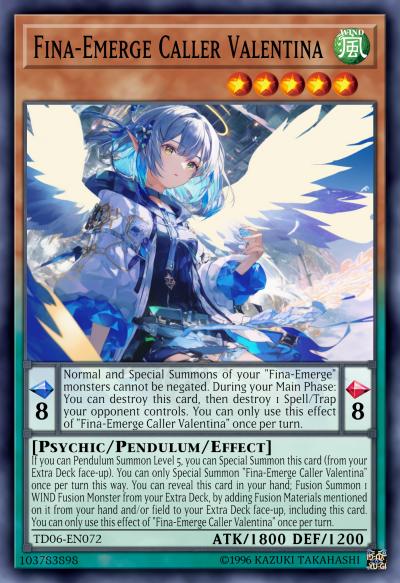 Fina-Emerge Caller Valentina
WIND
風
Normal and Special Summons of your "Fina-Emerge"
monsters cannot be negated. During your Main Phase:
You can destroy this card, then destroy 1 Spell/Trap
your opponent controls. You can only use this effect
of "Fina-Emerge Caller Valentina" once per turn.
8
8
[Psychic/Pendulum/Effect]
If you can Pendulum Summon Level 5, you can Special Summon this card (from your
Extra Deck face-up). You can only Special Summon "Fina-Emerge Caller Valentina"
once per turn this way. You can reveal this card in your hand; Fusion Summon 1
WIND Fusion Monster from your Extra Deck, by adding Fusion Materials mentioned
on it from your hand and/or field to your Extra Deck face-up, including this card.
You can only use this effect of "Fina-Emerge Caller Valentina" once per turn.
TD06-EN072
ATK/1800 DEF/1200
103783898
©1996 KAZUKI TAKAHASHI